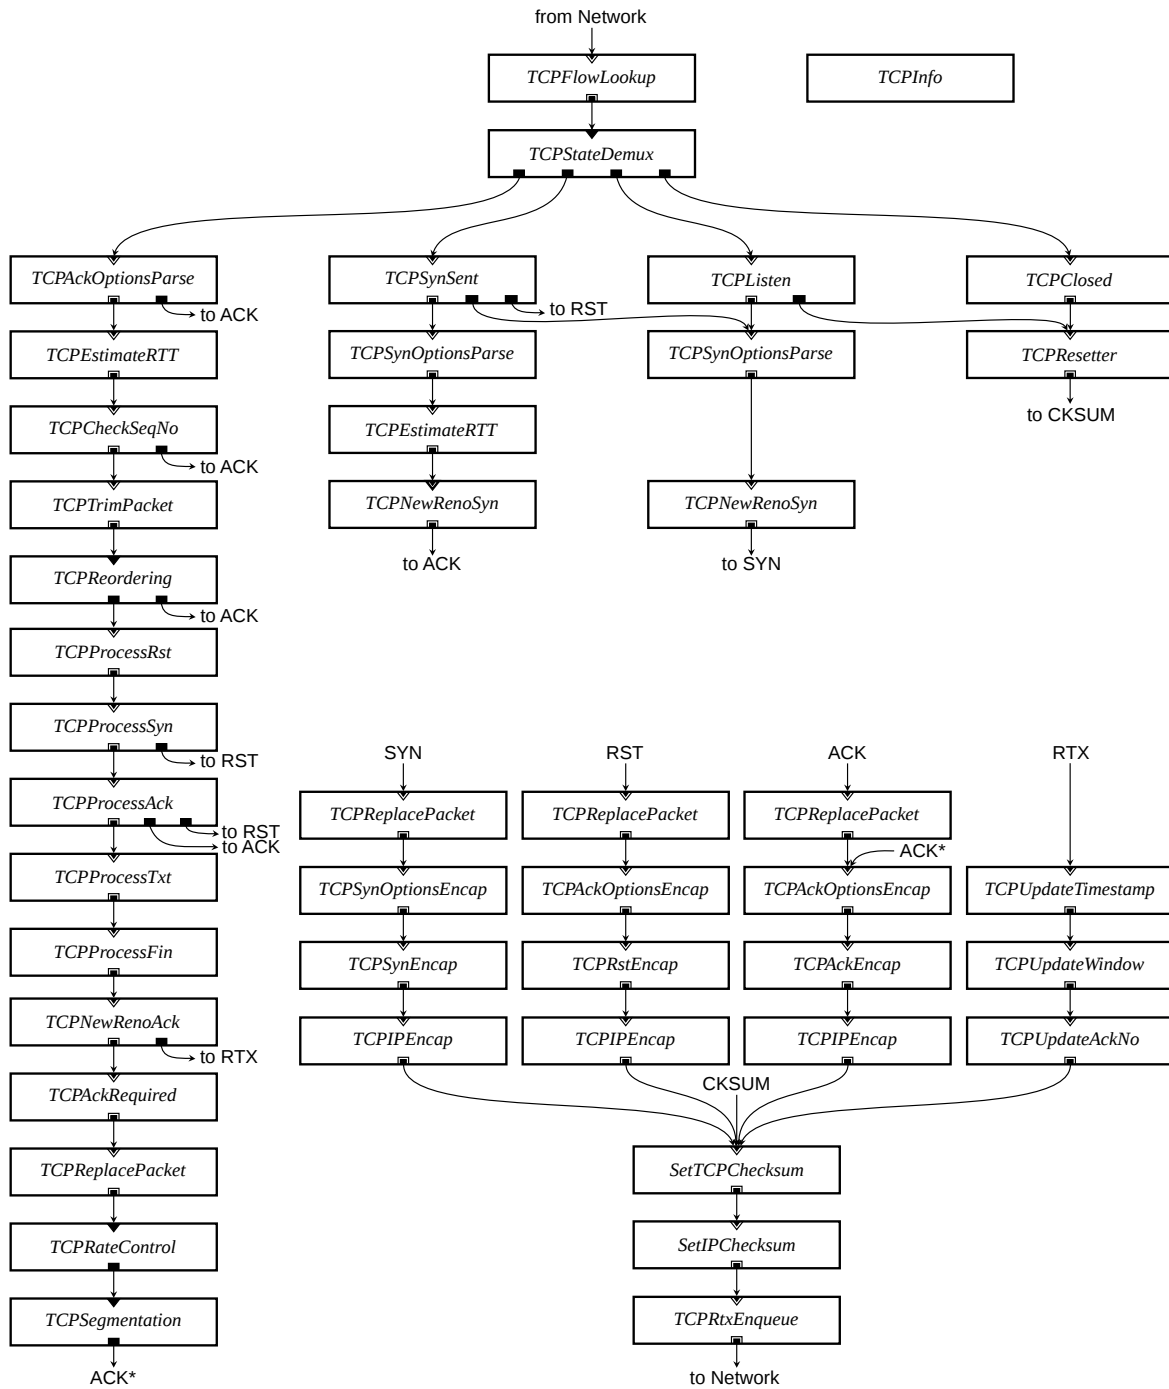 from Network
TCPFlowLookup
TCPInfo
TCPStateDemux
TCPAckOptionsParse
TCPSynSent
TCPListen
TCPClosed
to ACK
to RST
TCPEstimateRTT
TCPSynOptionsParse
TCPSynOptionsParse
TCPResetter
to CKSUM
TCPCheckSeqNo
TCPEstimateRTT
to ACK
TCPTrimPacket
TCPNewRenoSyn
TCPNewRenoSyn
to ACK
to SYN
TCPReordering
to ACK
TCPProcessRst
TCPProcessSyn
to RST
SYN
RST
ACK
RTX
TCPProcessAck
TCPReplacePacket
TCPReplacePacket
TCPReplacePacket
to RST
to ACK
ACK*
TCPProcessTxt
TCPSynOptionsEncap
TCPAckOptionsEncap
TCPAckOptionsEncap
TCPUpdateTimestamp
TCPProcessFin
TCPSynEncap
TCPRstEncap
TCPAckEncap
TCPUpdateWindow
TCPNewRenoAck
TCPIPEncap
TCPIPEncap
TCPIPEncap
TCPUpdateAckNo
to RTX
CKSUM
TCPAckRequired
TCPReplacePacket
SetTCPChecksum
TCPRateControl
SetIPChecksum
TCPSegmentation
TCPRtxEnqueue
ACK*
to Network